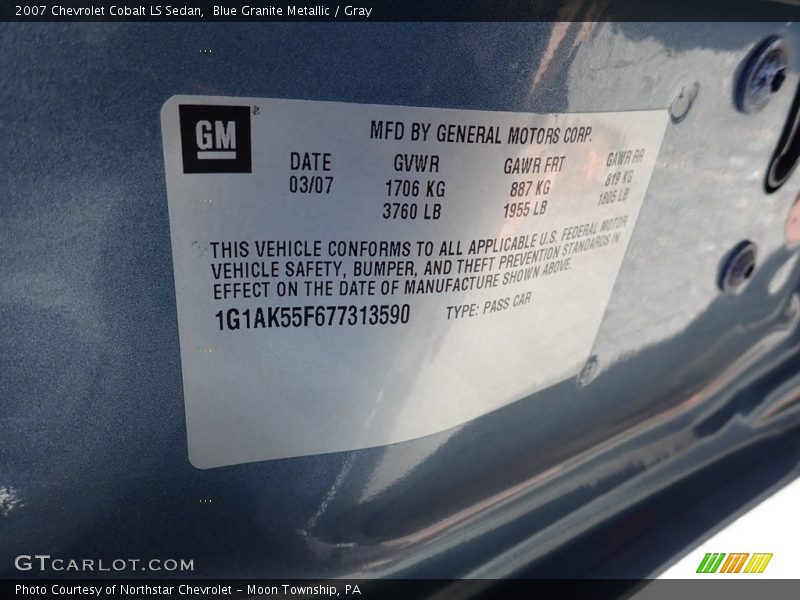 2007 Chevrolet Cobalt LS Sedan, Blue Granite Metallic / Gray
GM
MFD BY GENERAL MOTORS CORP.
DATE GVWR GAWR FRT GAWR RR
03/07 1706 KG 887 KG 819 KG
3760 LB 1955 LB 1805 LB
THIS VEHICLE CONFORMS TO ALL APPLICABLE U.S. FEDERAL MOTOR
VEHICLE SAFETY, BUMPER, AND THEFT PREVENTION STANDARDS IN
EFFECT ON THE DATE OF MANUFACTURE SHOWN ABOVE.
1G1AK55F677313590 TYPE: PASS CAR
GTCARLOT.COM
Photo Courtesy of Northstar Chevrolet - Moon Township, PA